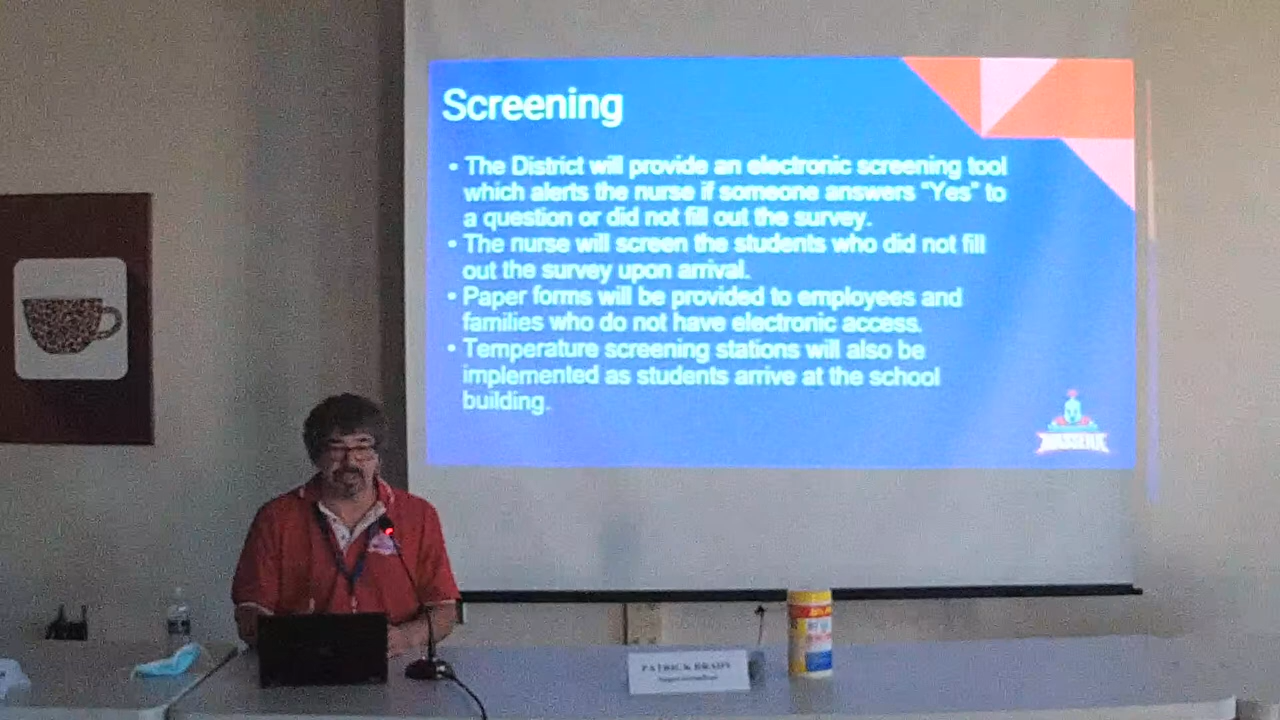 Screening
• The District will provide an electronic screening tool
which alerts the nurse if someone answers “Yes” to
a question or did not fill out the survey.
• The nurse will screen the students who did not fill
out the survey upon arrival.
• Paper forms will be provided to employees and
families who do not have electronic access.
• Temperature screening stations will also be
implemented as students arrive at the school
building.
MASSENA
PATRICK BRADY
Superintendent